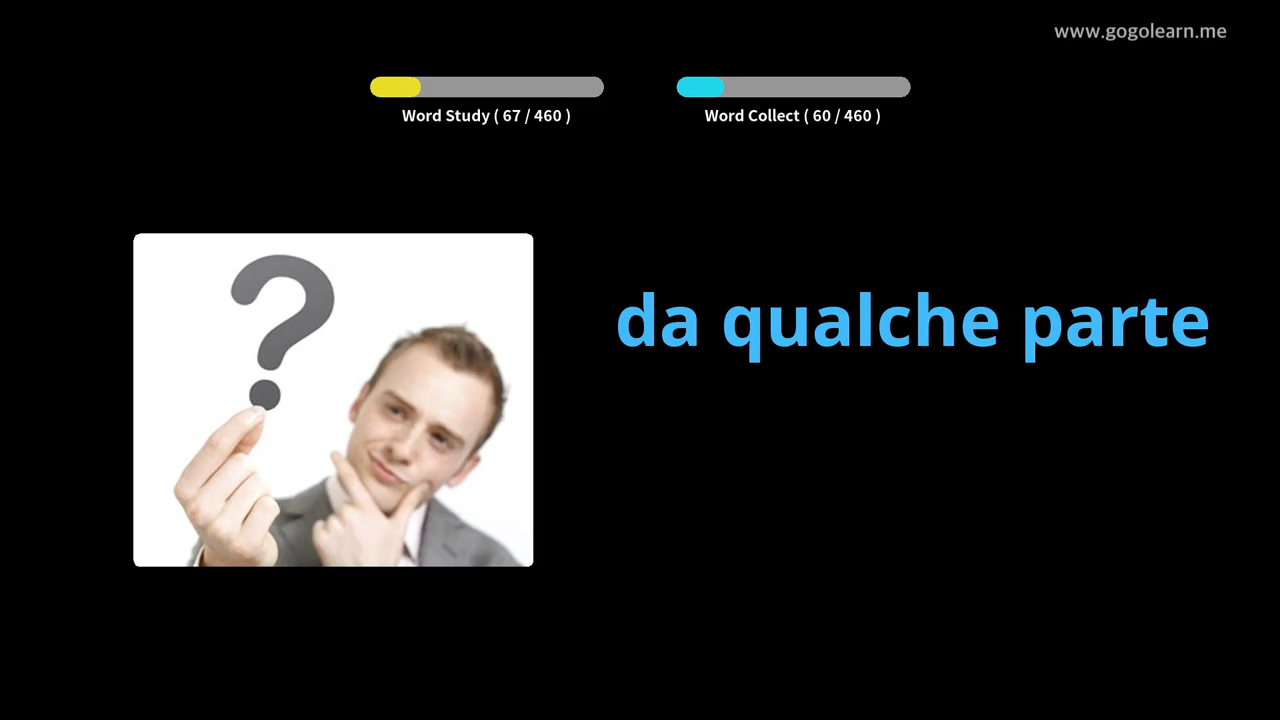 www.gogolearn.me
Word Study ( 67 / 460 )
Word Collect ( 60 / 460 )
?
da qualche parte